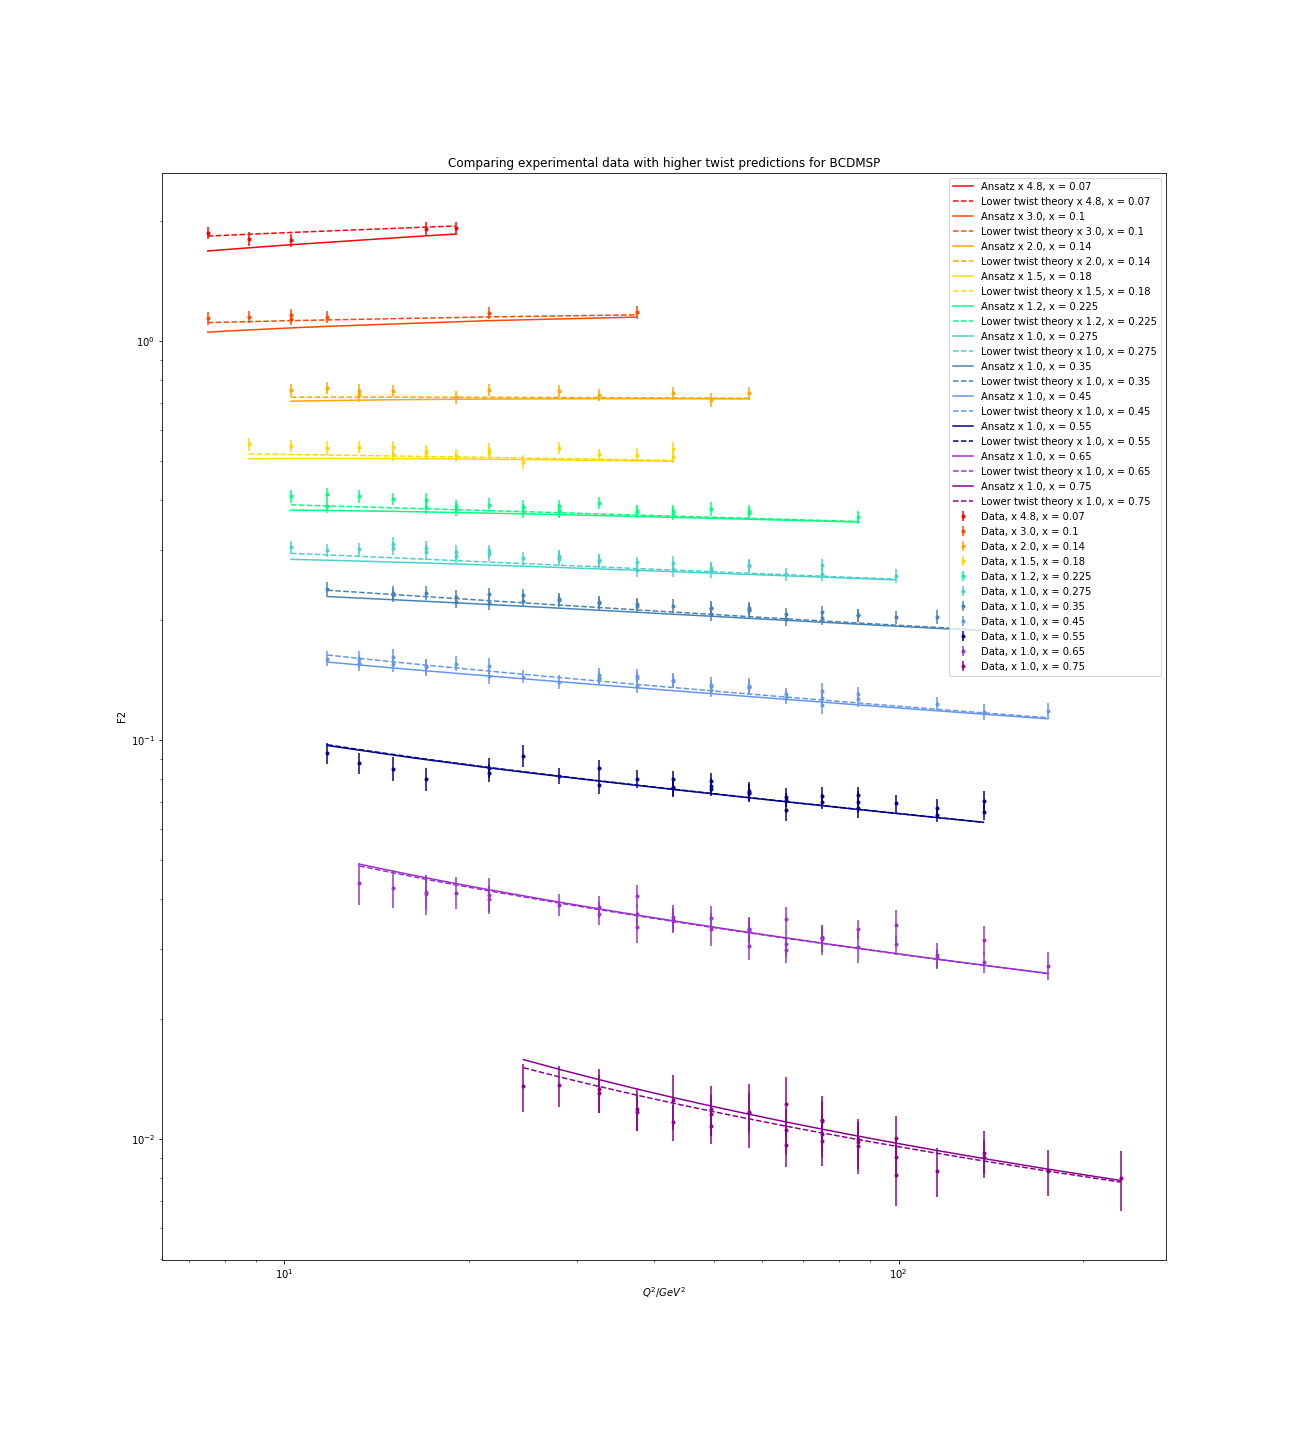 Comparing experimental data with higher twist predictions for BCDMSP
Ansatz x 4.8, x = 0.07
Lower twist theory x 4.8, x = 0.07
Ansatz x 3.0, x = 0.1
Lower twist theory x 3.0, x = 0.1
Ansatz x 2.0, x = 0.14
Lower twist theory x 2.0, x = 0.14
Ansatz x 1.5, x = 0.18
Lower twist theory x 1.5, x = 0.18
Ansatz x 1.2, x = 0.225
Lower twist theory x 1.2, x = 0.225
Ansatz x 1.0, x = 0.275
Lower twist theory x 1.0, x = 0.275
Ansatz x 1.0, x = 0.35
Lower twist theory x 1.0, x = 0.35
Ansatz x 1.0, x = 0.45
Lower twist theory x 1.0, x = 0.45
Ansatz x 1.0, x = 0.55
Lower twist theory x 1.0, x = 0.55
Ansatz x 1.0, x = 0.65
Lower twist theory x 1.0, x = 0.65
Ansatz x 1.0, x = 0.75
Lower twist theory x 1.0, x = 0.75
Data, x 4.8, x = 0.07
Data, x 3.0, x = 0.1
Data, x 2.0, x = 0.14
Data, x 1.5, x = 0.18
Data, x 1.2, x = 0.225
Data, x 1.0, x = 0.275
Data, x 1.0, x = 0.35
Data, x 1.0, x = 0.45
Data, x 1.0, x = 0.55
Data, x 1.0, x = 0.65
Data, x 1.0, x = 0.75
F2
10⁰
10⁻¹
10⁻²
10¹
10²
Q²/GeV²